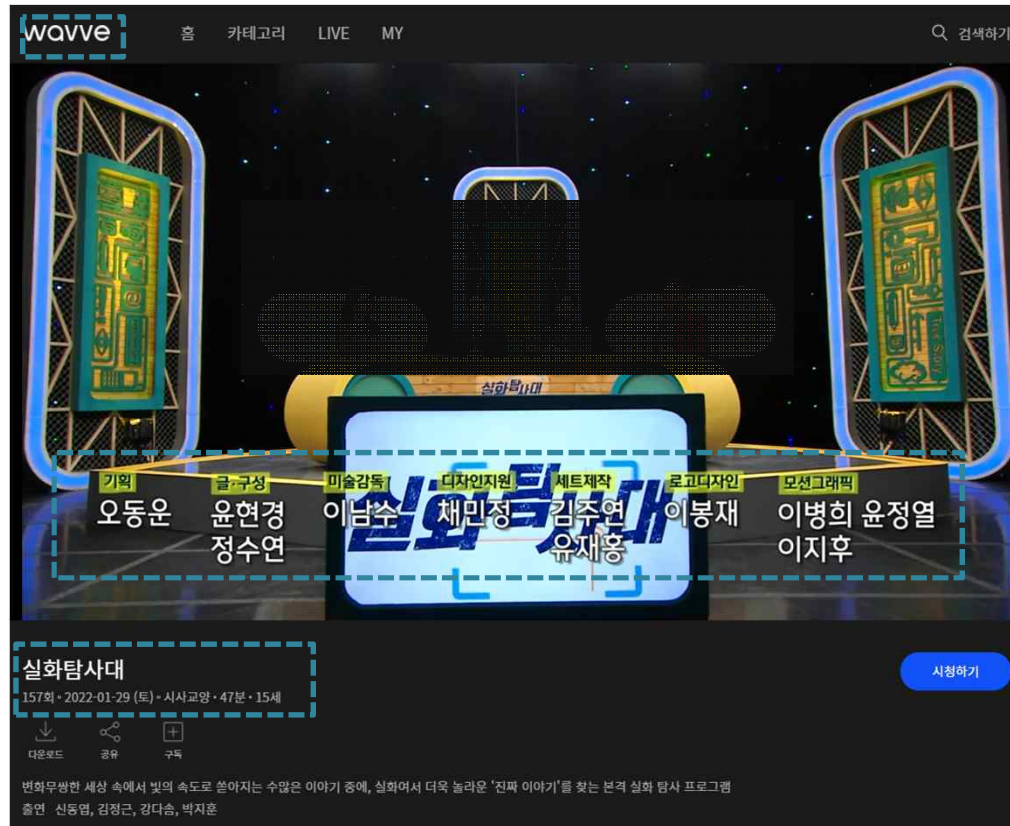 wavve 홈 카테고리 LIVE MY 검색하기
True Story
실화탐사대
실화탐사대
기획 글·구성 미술감독 디자인지원 세트제작 로고디자인 모션그래픽
오동운 윤현경 이남수 채민정 김주연 이봉재 이병희 윤정열
정수연 유재홍 이지후
실화탐사대
시청하기
157회 • 2022-01-29 (토) • 시사교양 • 47분 • 15세
다운로드 공유 구독
변화무쌍한 세상 속에서 빛의 속도로 쏟아지는 수많은 이야기 중에, 실화여서 더욱 놀라운 '진짜 이야기'를 찾는 본격 실화 탐사 프로그램
출연 신동엽, 김정근, 강다솜, 박지훈